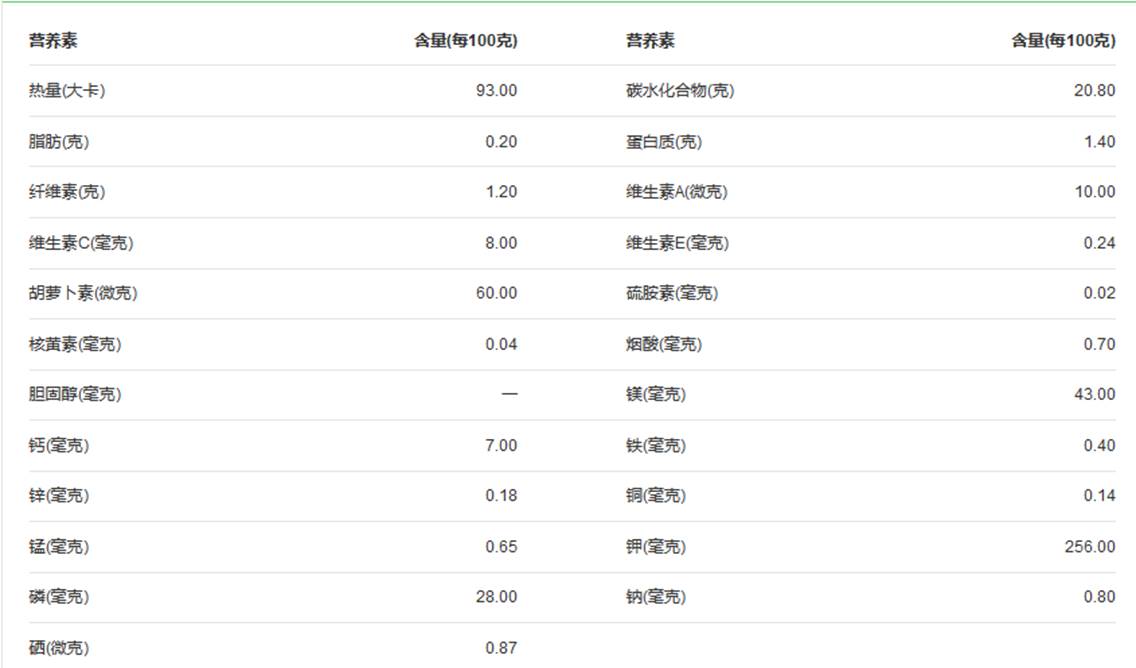 营养素 含量(每100克) 营养素 含量(每100克)
热量(大卡) 93.00 碳水化合物(克) 20.80
脂肪(克) 0.20 蛋白质(克) 1.40
纤维素(克) 1.20 维生素A(微克) 10.00
维生素C(毫克) 8.00 维生素E(毫克) 0.24
胡萝卜素(微克) 60.00 硫胺素(毫克) 0.02
核黄素(毫克) 0.04 烟酸(毫克) 0.70
胆固醇(毫克) — 镁(毫克) 43.00
钙(毫克) 7.00 铁(毫克) 0.40
锌(毫克) 0.18 铜(毫克) 0.14
锰(毫克) 0.65 钾(毫克) 256.00
磷(毫克) 28.00 钠(毫克) 0.80
硒(微克) 0.87